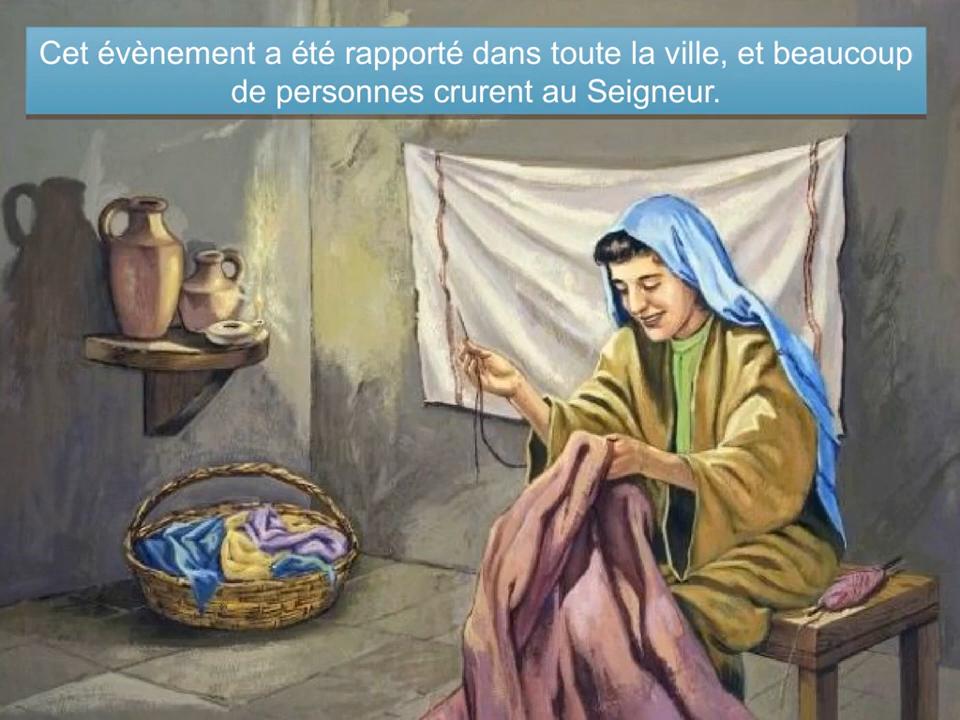 Cet évènement a été rapporté dans toute la ville, et beaucoup
de personnes crurent au Seigneur.